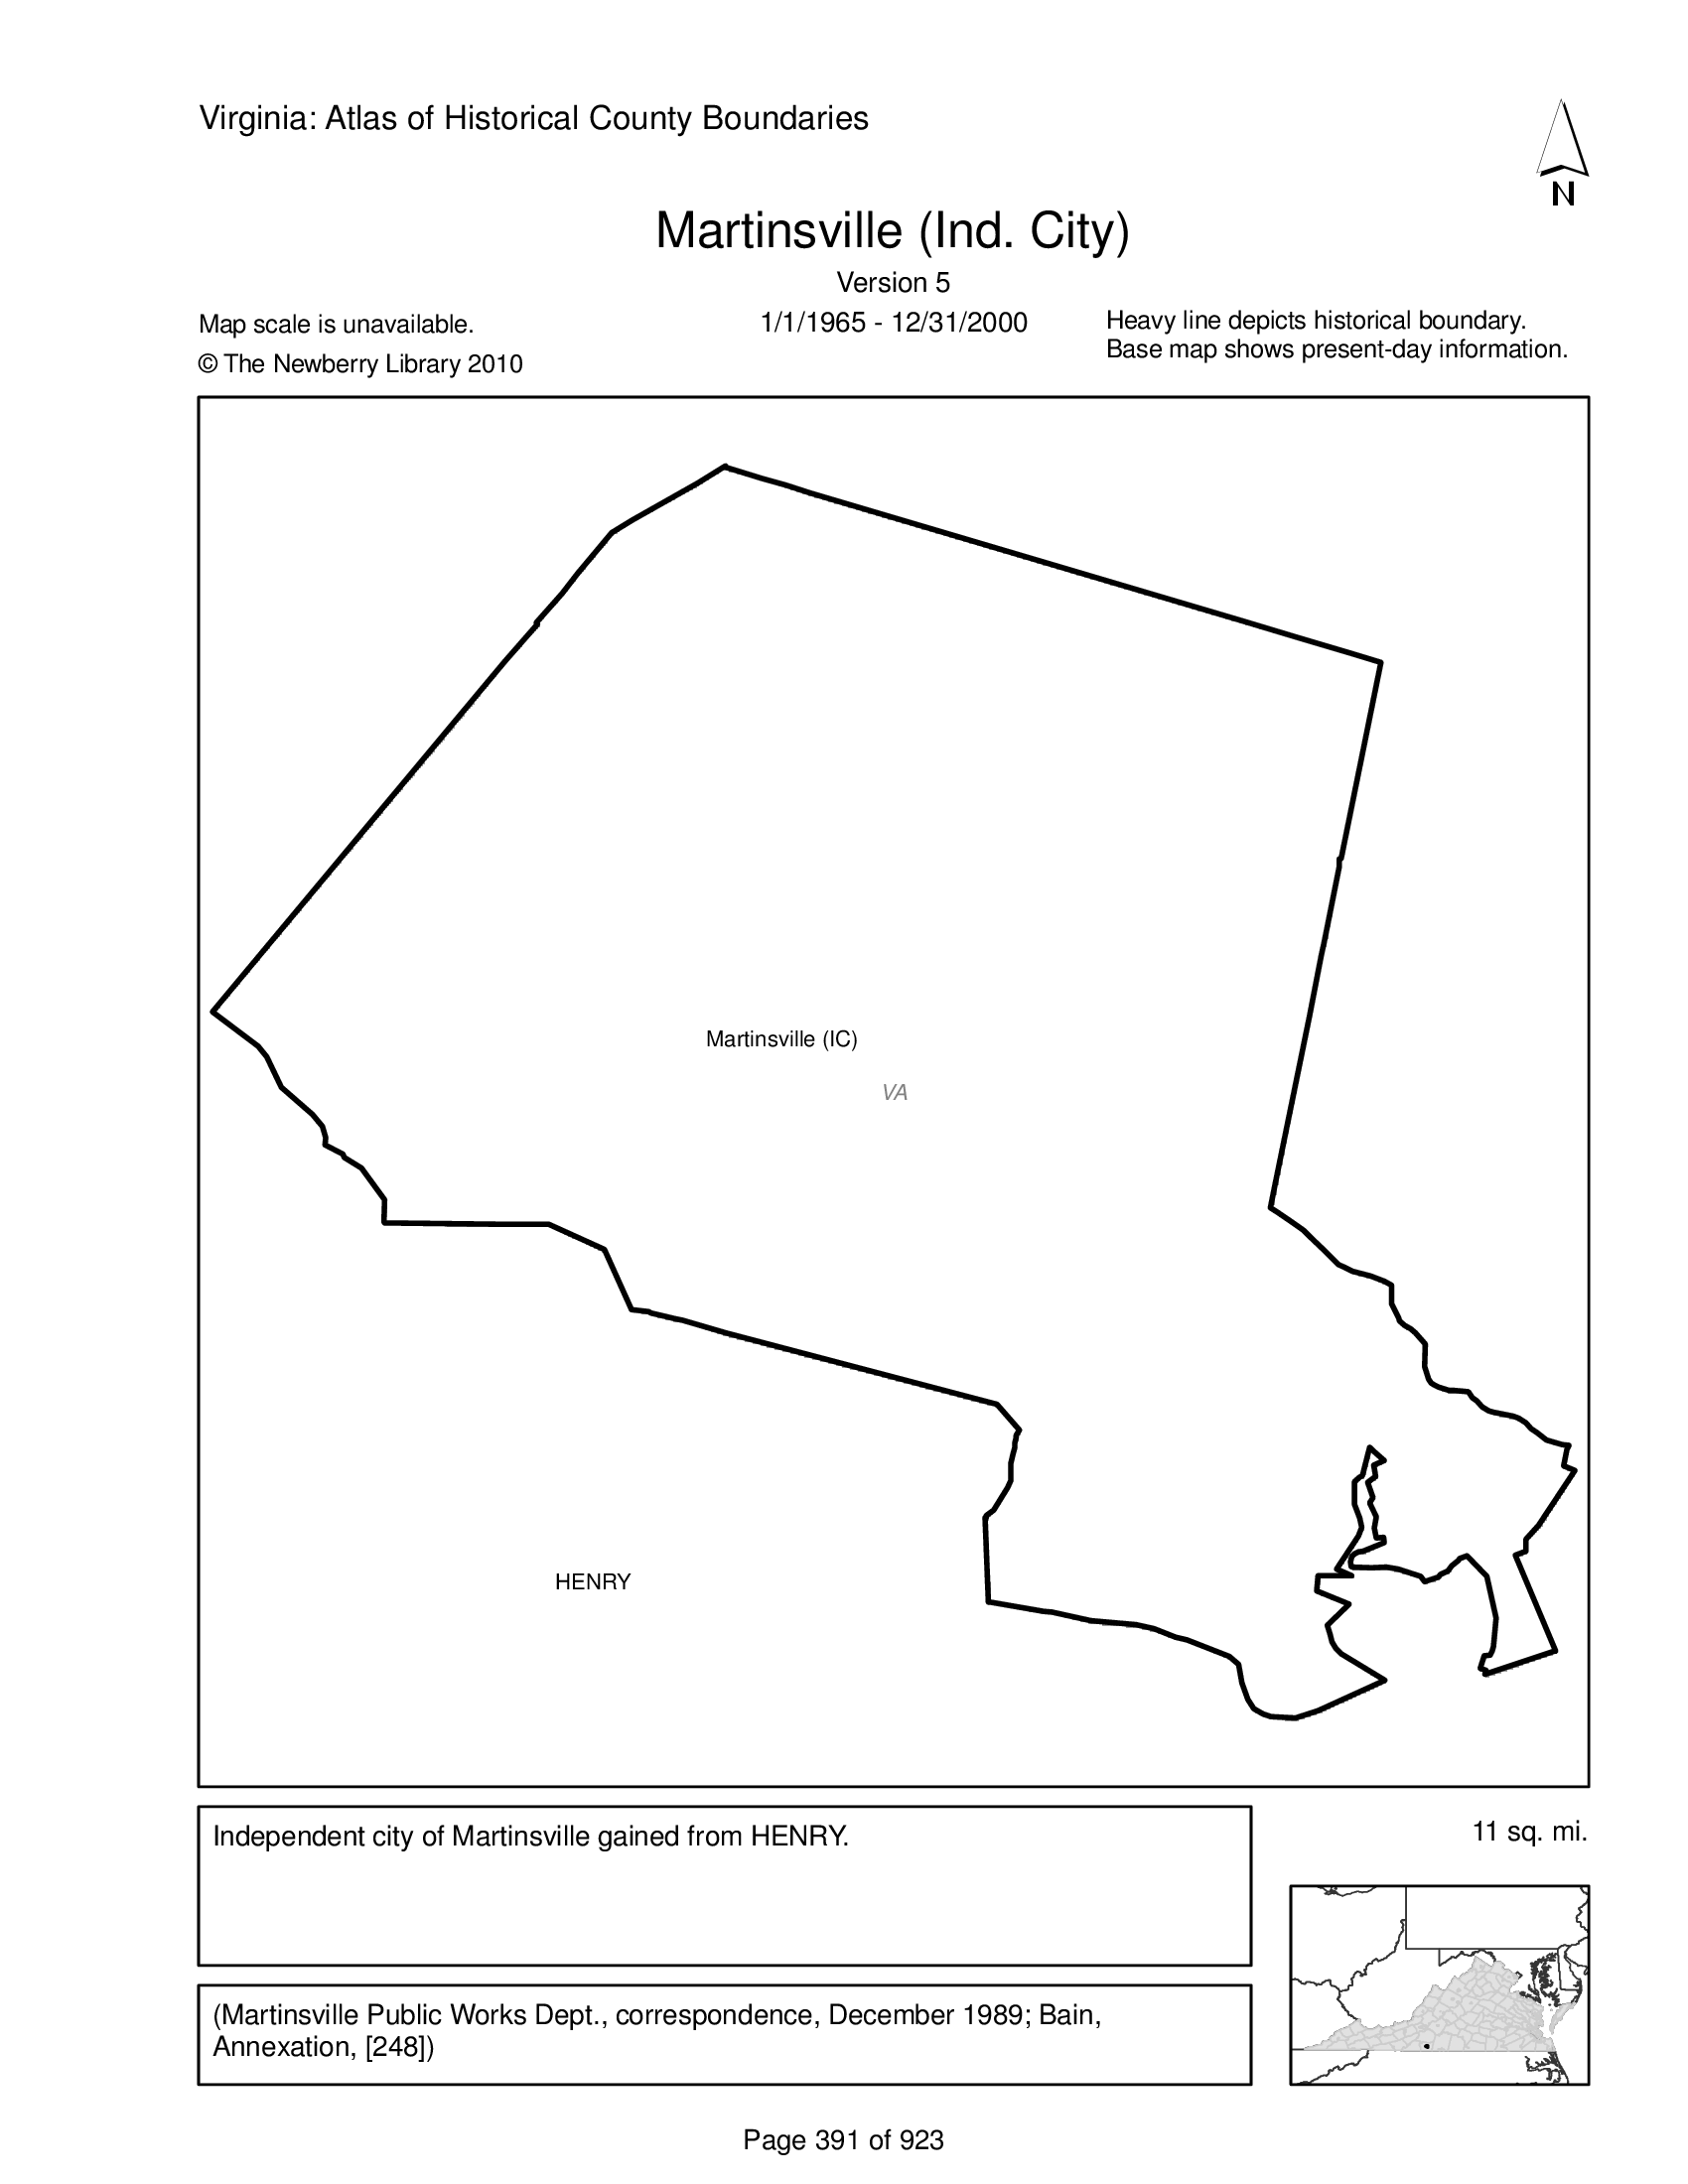 Virginia: Atlas of Historical County Boundaries
N
Martinsville (Ind. City)
Version 5
Map scale is unavailable.
1/1/1965 - 12/31/2000
Heavy line depicts historical boundary.
© The Newberry Library 2010
Base map shows present-day information.
Martinsville (IC)
VA
HENRY
Independent city of Martinsville gained from HENRY.
11 sq. mi.
(Martinsville Public Works Dept., correspondence, December 1989; Bain,
Annexation, [248])
Page 391 of 923